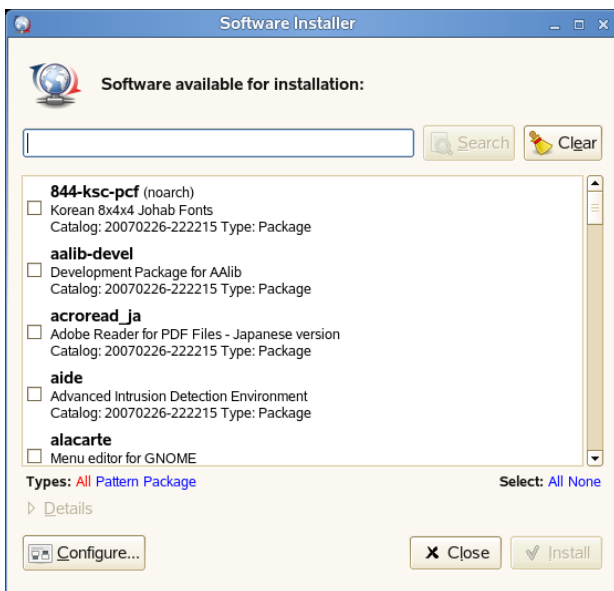 Software Installer
Software available for installation:
Search
Clear
844-ksc-pcf (noarch)
Korean 8x4x4 Johab Fonts
Catalog: 20070226-222215 Type: Package
aalib-devel
Development Package for AAlib
Catalog: 20070226-222215 Type: Package
acroread_ja
Adobe Reader for PDF Files - Japanese version
Catalog: 20070226-222215 Type: Package
aide
Advanced Intrusion Detection Environment
Catalog: 20070226-222215 Type: Package
alacarte
Menu editor for GNOME
Types: All Pattern Package
Select: All None
Details
Configure...
Close
Install